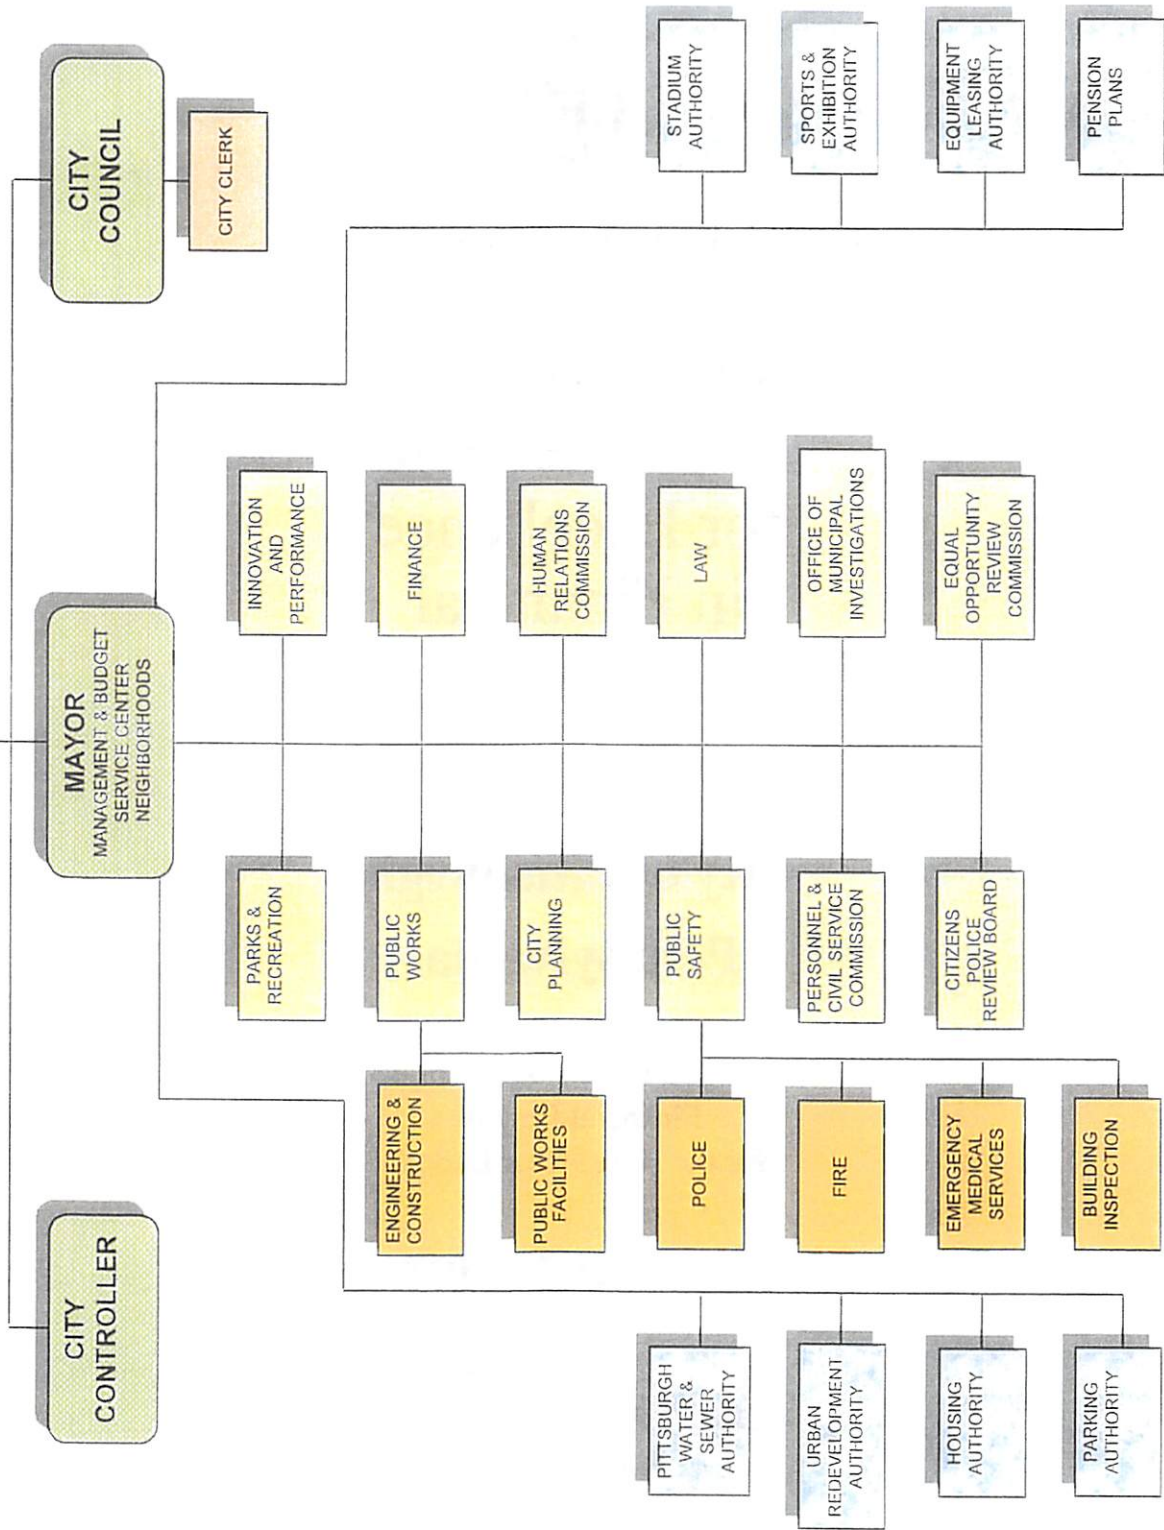 CITY
CONTROLLER
MAYOR
MANAGEMENT & BUDGET
SERVICE CENTER
NEIGHBORHOODS
CITY
COUNCIL
CITY CLERK
PARKS &
RECREATION
INNOVATION
AND
PERFORMANCE
ENGINEERING &
CONSTRUCTION
PUBLIC
WORKS
FINANCE
PUBLIC WORKS
FACILITIES
CITY
PLANNING
HUMAN
RELATIONS
COMMISSION
PITTSBURGH
WATER &
SEWER
AUTHORITY
POLICE
PUBLIC
SAFETY
LAW
STADIUM
AUTHORITY
URBAN
REDEVELOPMENT
AUTHORITY
FIRE
PERSONNEL &
CIVIL SERVICE
COMMISSION
OFFICE OF
MUNICIPAL
INVESTIGATIONS
SPORTS &
EXHIBITION
AUTHORITY
HOUSING
AUTHORITY
EMERGENCY
MEDICAL
SERVICES
CITIZENS
POLICE
REVIEW BOARD
EQUAL
OPPORTUNITY
REVIEW
COMMISSION
EQUIPMENT
LEASING
AUTHORITY
PARKING
AUTHORITY
BUILDING
INSPECTION
PENSION
PLANS